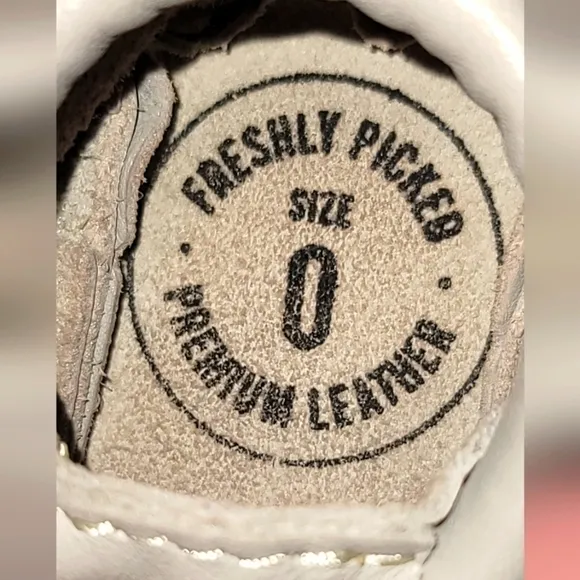 FRESHLY PICKED
SIZE
0
PREMIUM LEATHER